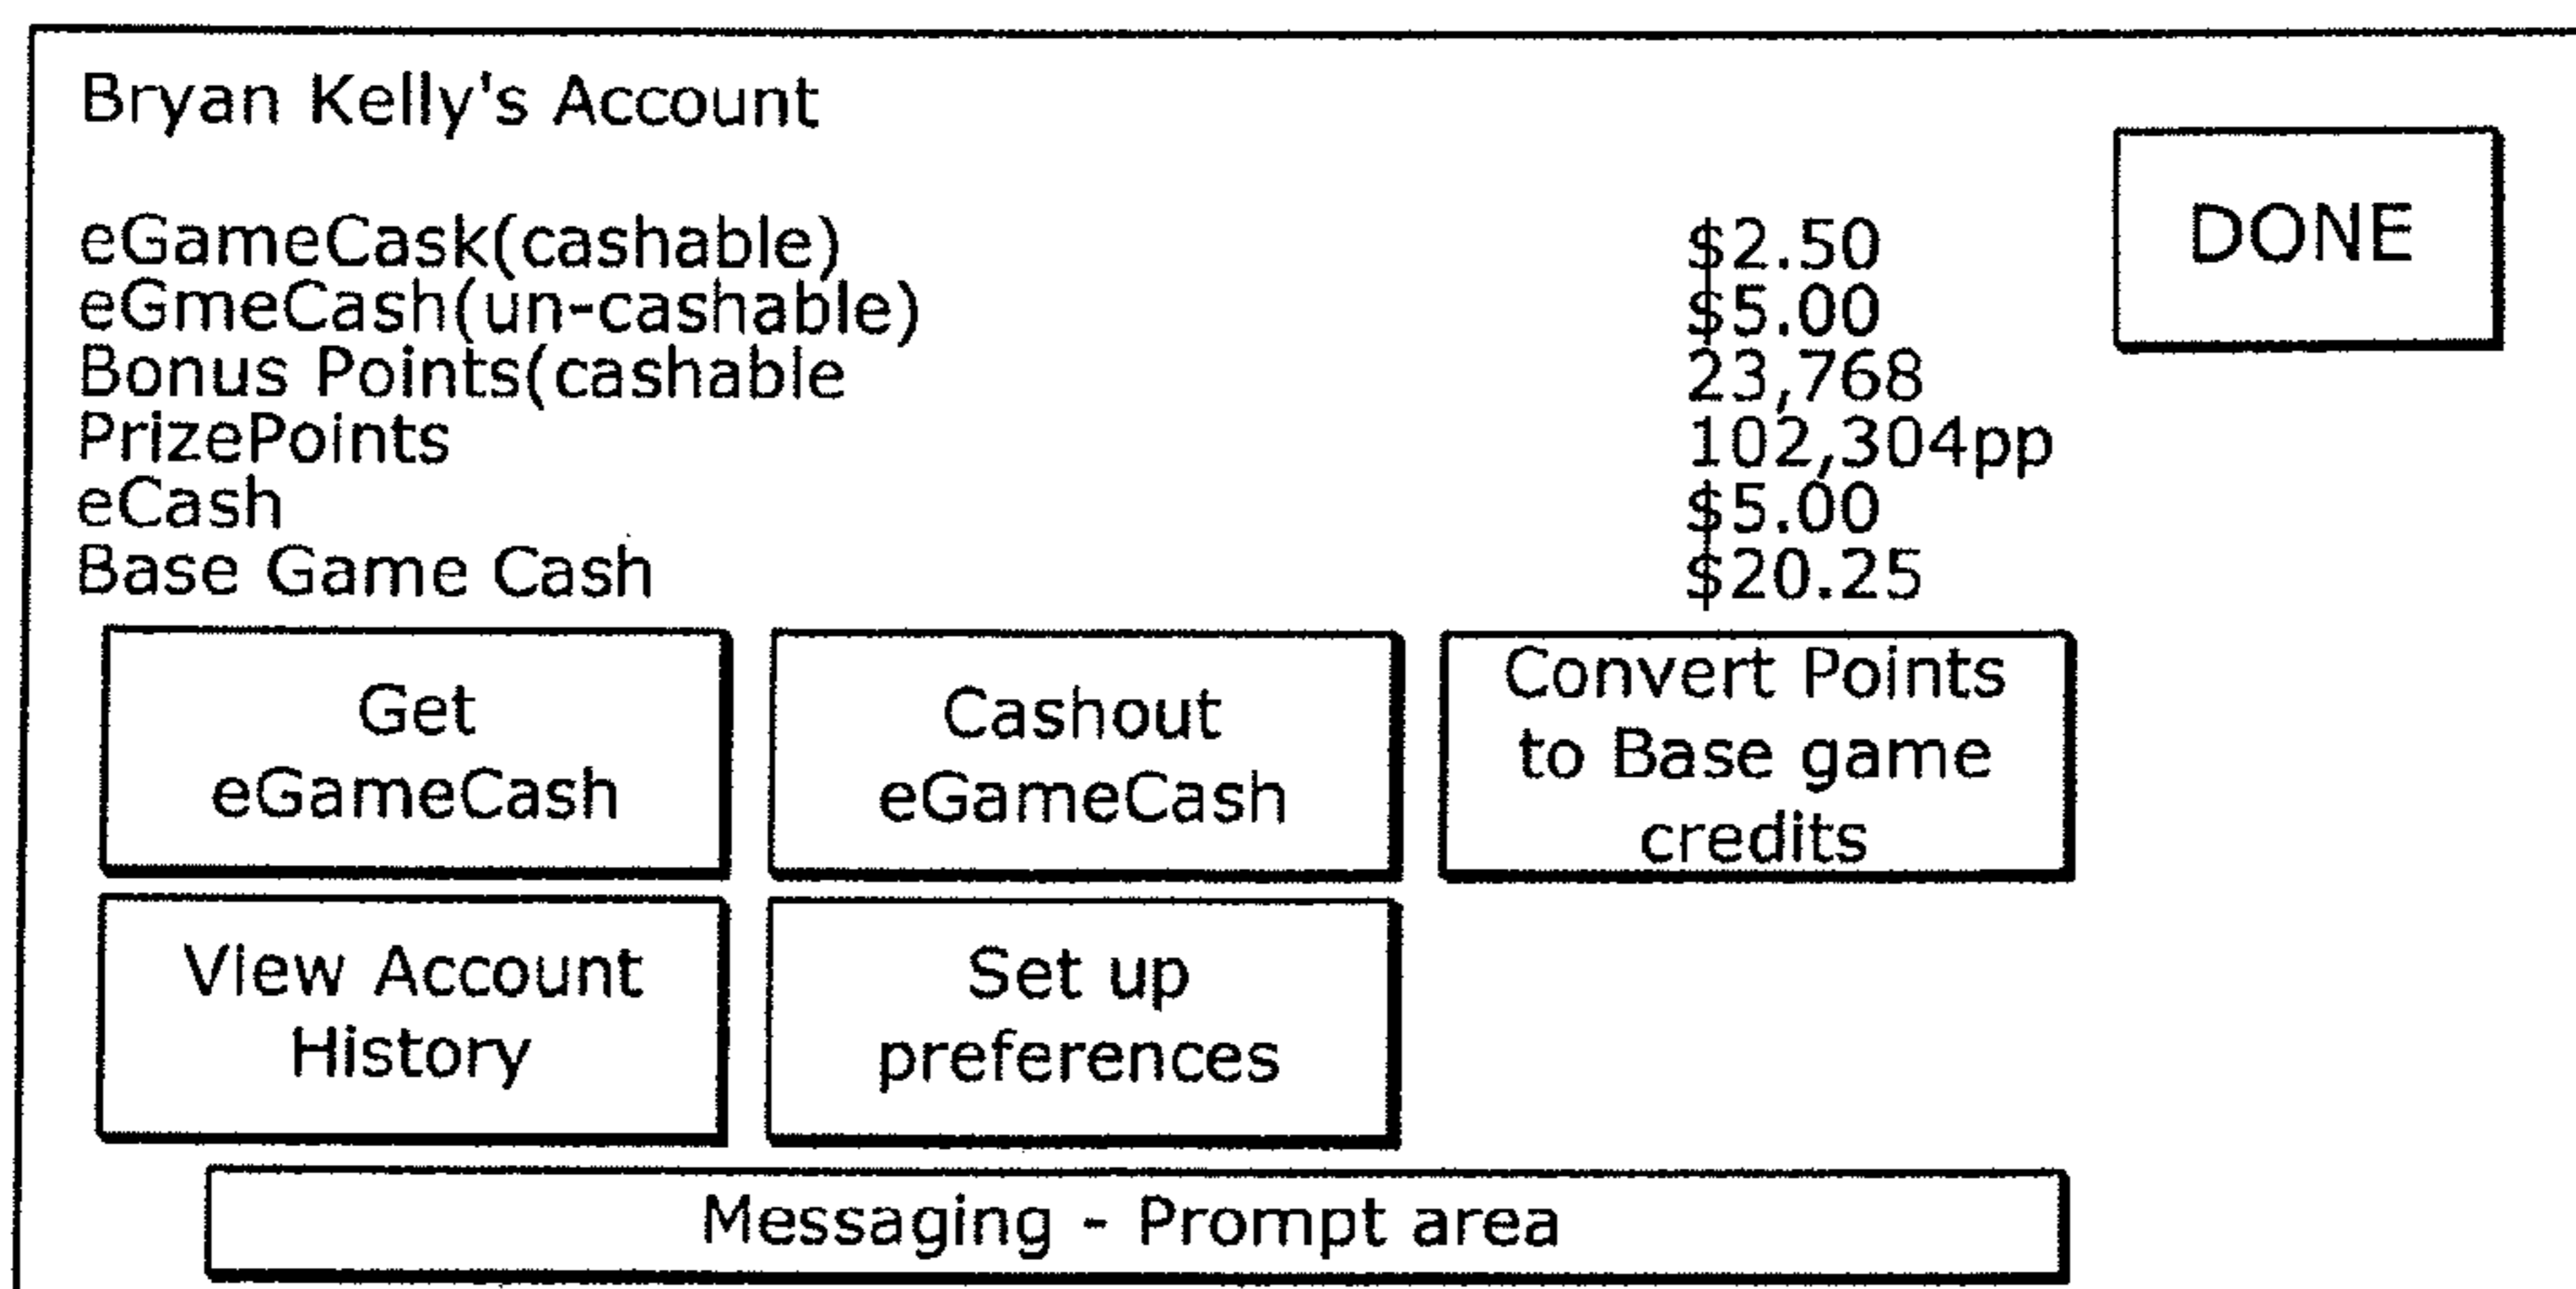 Bryan Kelly's Account
DONE
eGameCask(cashable) $2.50
eGmeCash(un-cashable) $5.00
Bonus Points(cashable 23,768
PrizePoints 102,304pp
eCash $5.00
Base Game Cash $20.25
Get
eGameCash
Cashout
eGameCash
Convert Points
to Base game
credits
View Account
History
Set up
preferences
Messaging - Prompt area